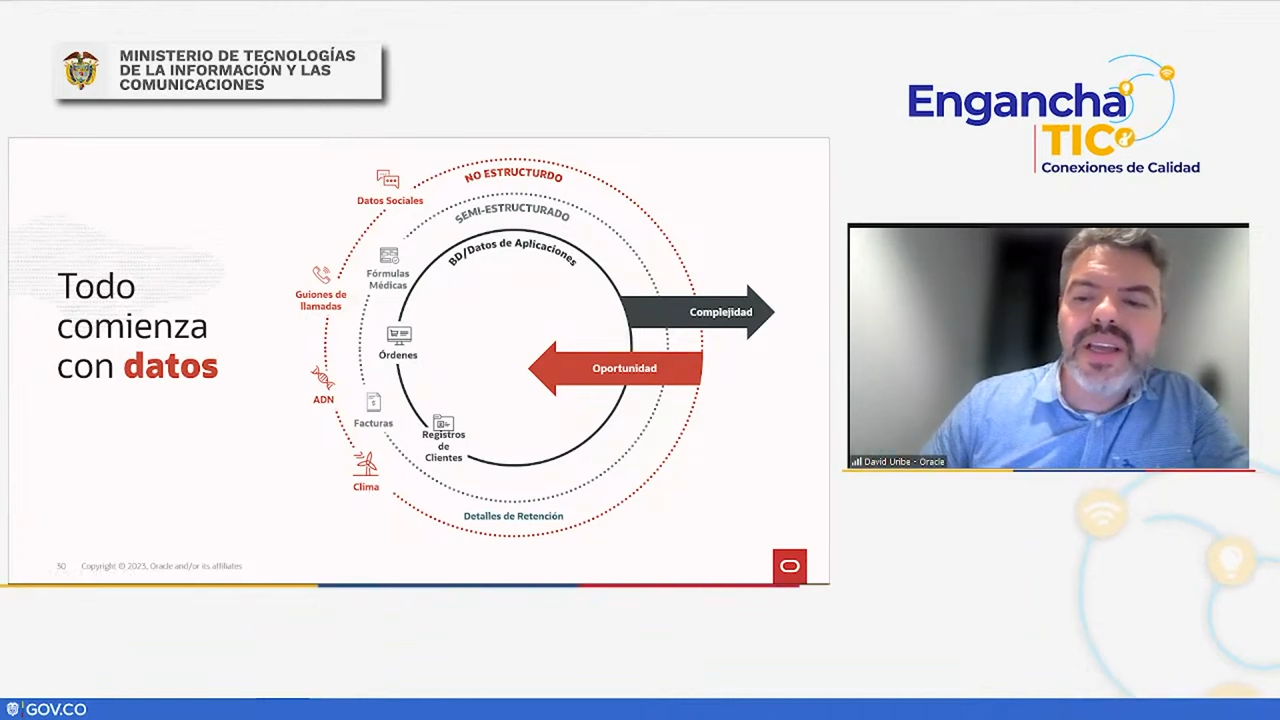 MINISTERIO DE TECNOLOGÍAS
DE LA INFORMACIÓN Y LAS
COMUNICACIONES
Engancha
TIC
Conexiones de Calidad
Todo
comienza
con datos
NO ESTRUCTURDO
SEMI-ESTRUCTURADO
BD/Datos de Aplicaciones
Datos Sociales
Fórmulas
Médicas
Guiones de
llamadas
Órdenes
ADN
Facturas
Registros
de
Clientes
Clima
Complejidad
Oportunidad
Detalles de Retención
30 Copyright © 2023, Oracle and/or its affiliates
David Uribe - Oracle
GOV.CO